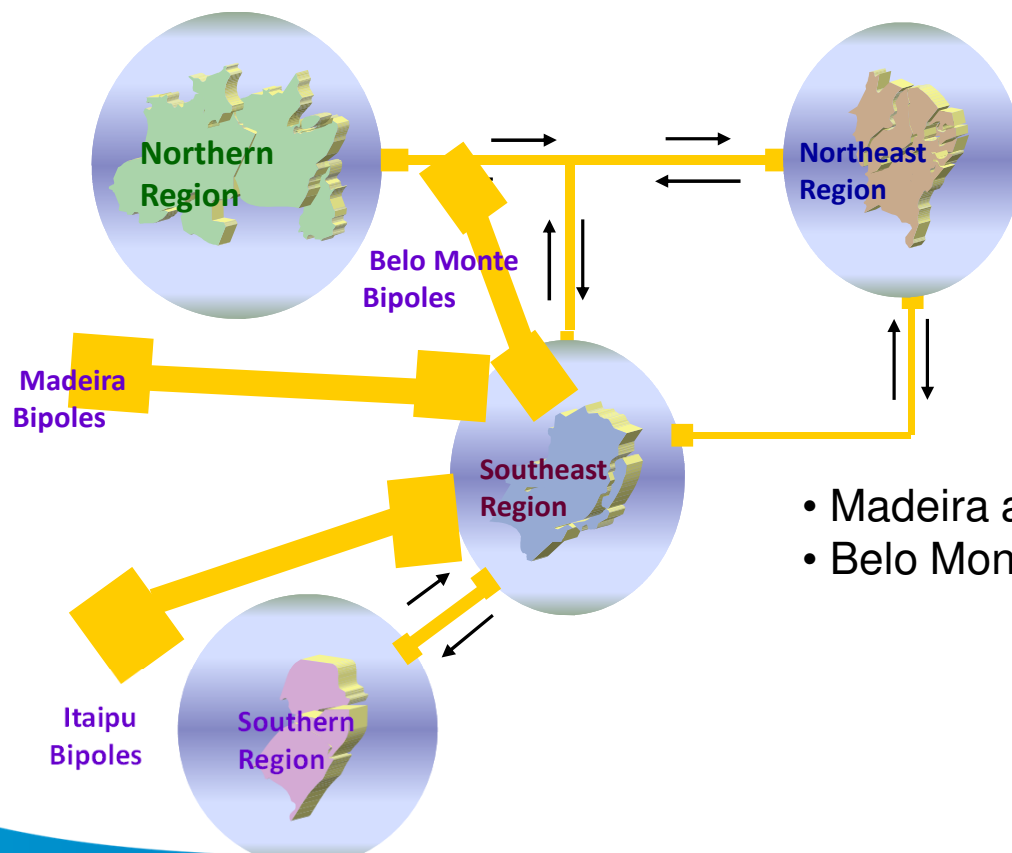 Northern
Region
Northeast
Region
Belo Monte
Bipoles
Madeira
Bipoles
Southeast
Region
• Madeira a
• Belo Mon
Itaipu
Bipoles
Southern
Region